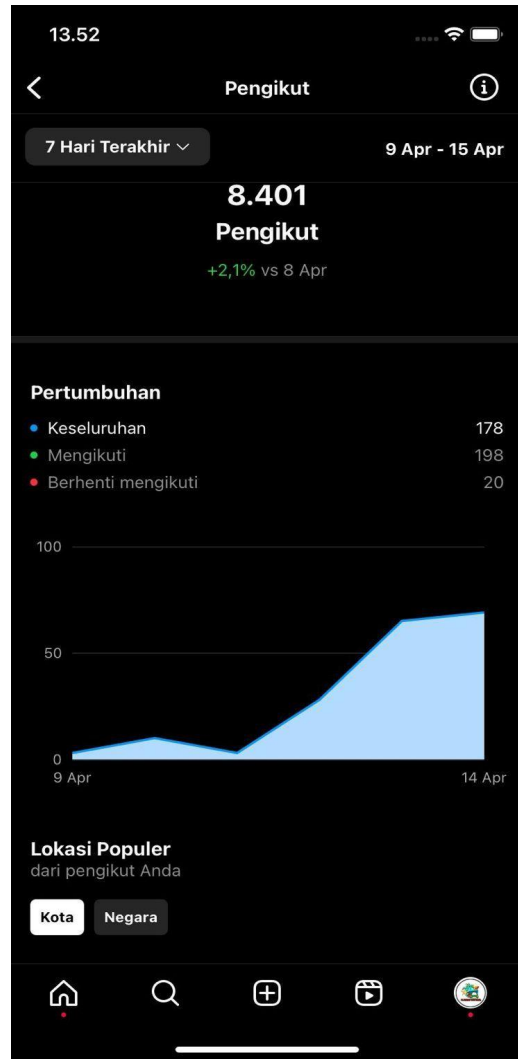 13.52
Pengikut
7 Hari Terakhir
9 Apr - 15 Apr
8.401
Pengikut
+2,1% vs 8 Apr
Pertumbuhan
Keseluruhan 178
Mengikuti 198
Berhenti mengikuti 20
100
50
0
9 Apr 14 Apr
Lokasi Populer
dari pengikut Anda
Kota Negara